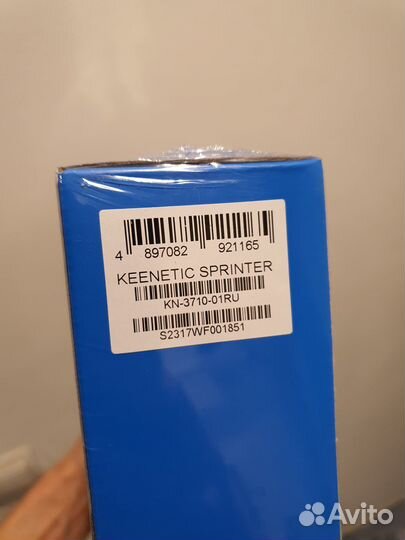 4 897082 921165
KEENETIC SPRINTER
KN-3710-01RU
S2317WF001851
Avito